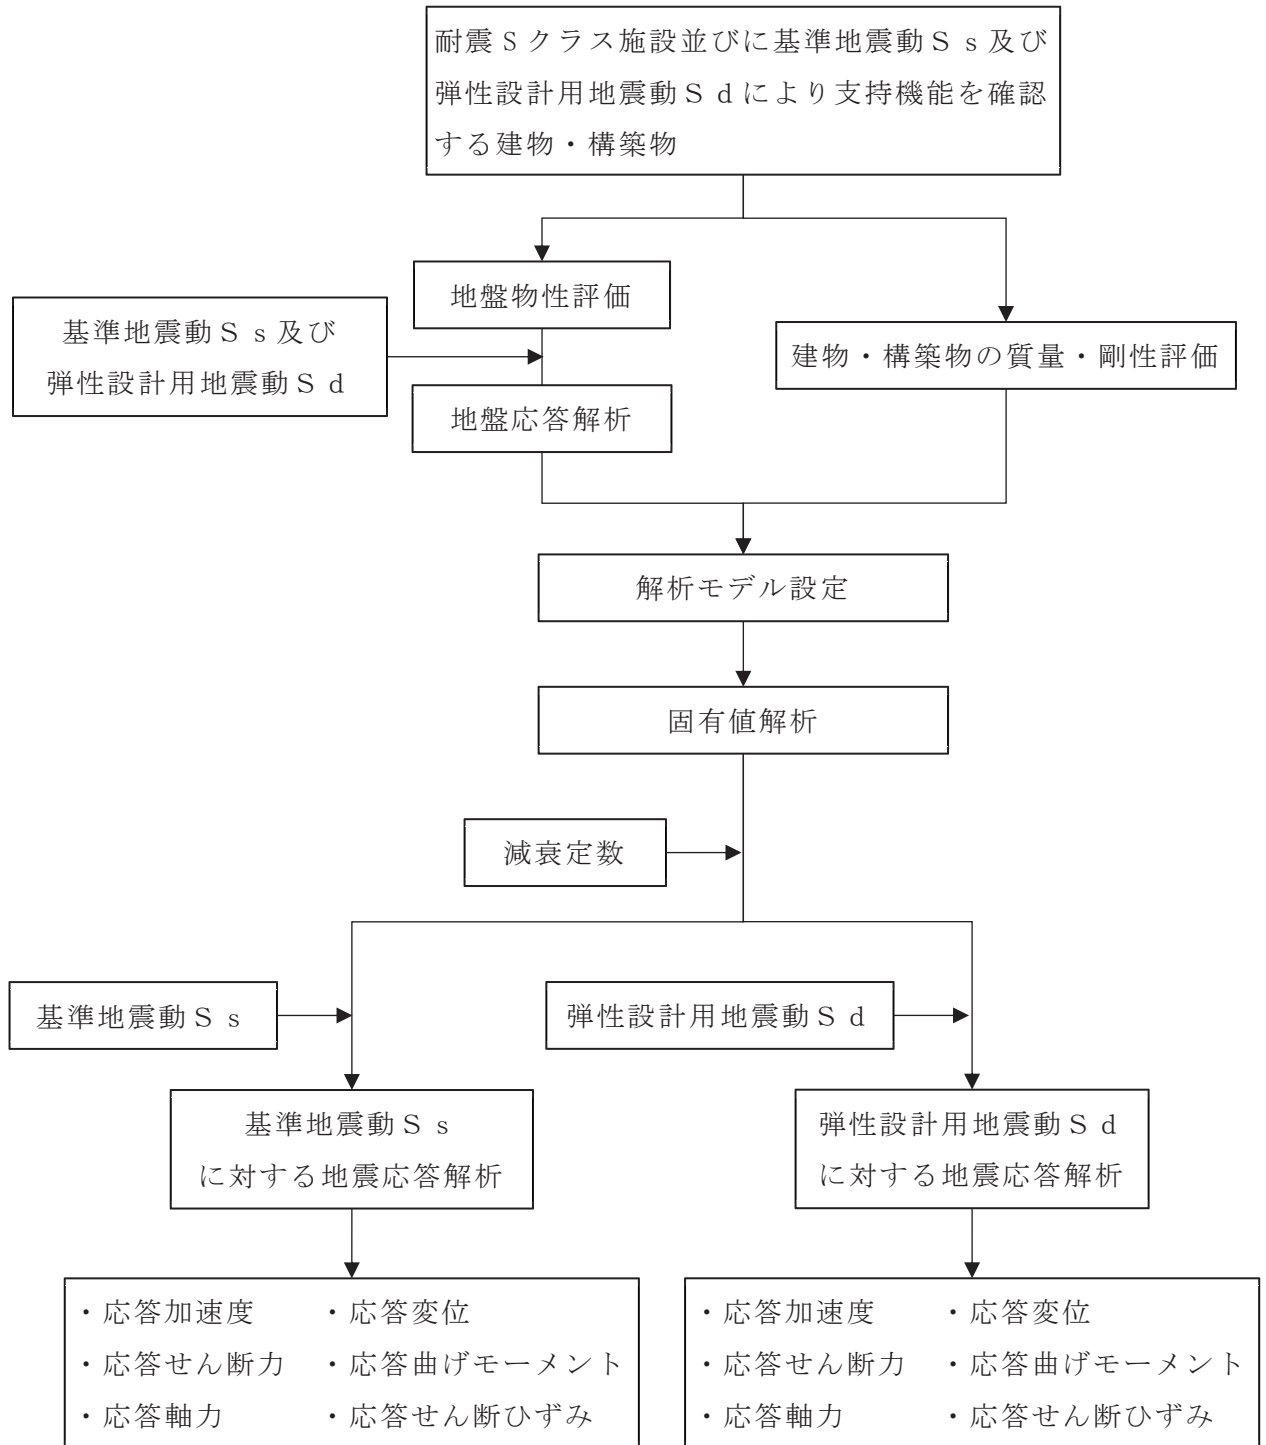 耐震Ｓクラス施設並びに基準地震動Ｓｓ及び
弾性設計用地震動Ｓｄにより支持機能を確認
する建物・構築物
地盤物性評価
基準地震動Ｓｓ及び
弾性設計用地震動Ｓｄ
建物・構築物の質量・剛性評価
地盤応答解析
解析モデル設定
固有値解析
減衰定数
基準地震動Ｓｓ
弾性設計用地震動Ｓｄ
基準地震動Ｓｓ
に対する地震応答解析
弾性設計用地震動Ｓｄ
に対する地震応答解析
・応答加速度　・応答変位
・応答せん断力　・応答曲げモーメント
・応答軸力　・応答せん断ひずみ
・応答加速度　・応答変位
・応答せん断力　・応答曲げモーメント
・応答軸力　・応答せん断ひずみ